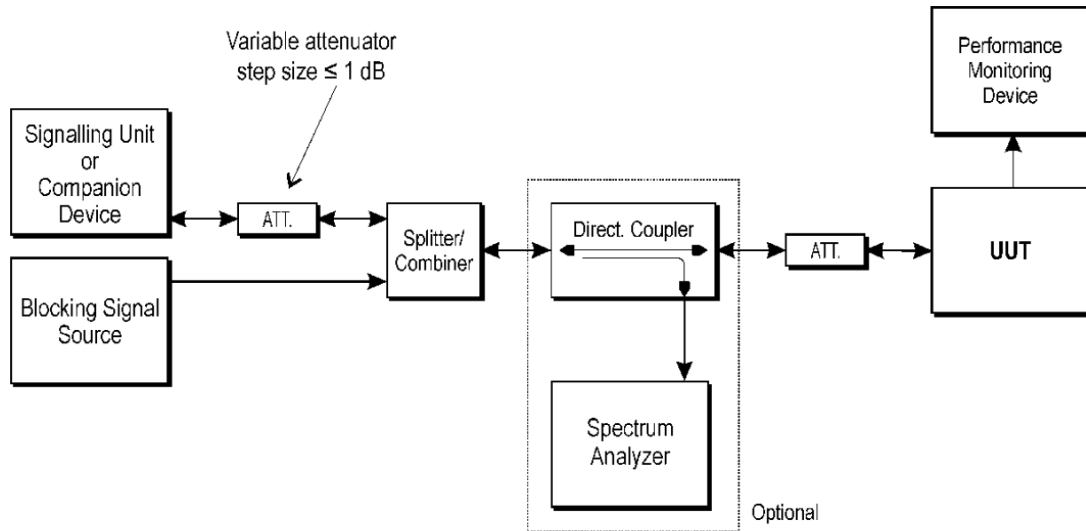 Variable attenuator
step size ≤ 1 dB
Performance
Monitoring
Device
Signalling Unit
or
Companion
Device
ATT.
Splitter/
Combiner
Direct. Coupler
ATT.
UUT
Blocking Signal
Source
Spectrum
Analyzer
Optional